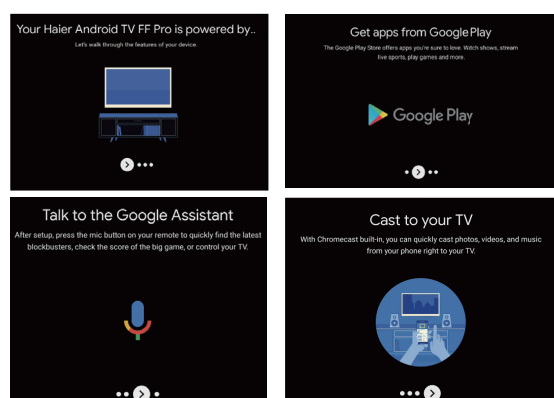 Your Haier Android TV FF Pro is powered by..
Let's walk through the features of your device.
Get apps from Google Play
The Google Play Store offers apps you're sure to love. Witch shows, stream
live sports, play games and more.
Google Play
Talk to the Google Assistant
After setup, press the mic button on your remote to quickly find the latest
blockbusters, check the score of the big game, or control your TV.
Cast to your TV
With Chromecast built-in, you can quickly cast photos, videos, and music
from your phone right to your TV.